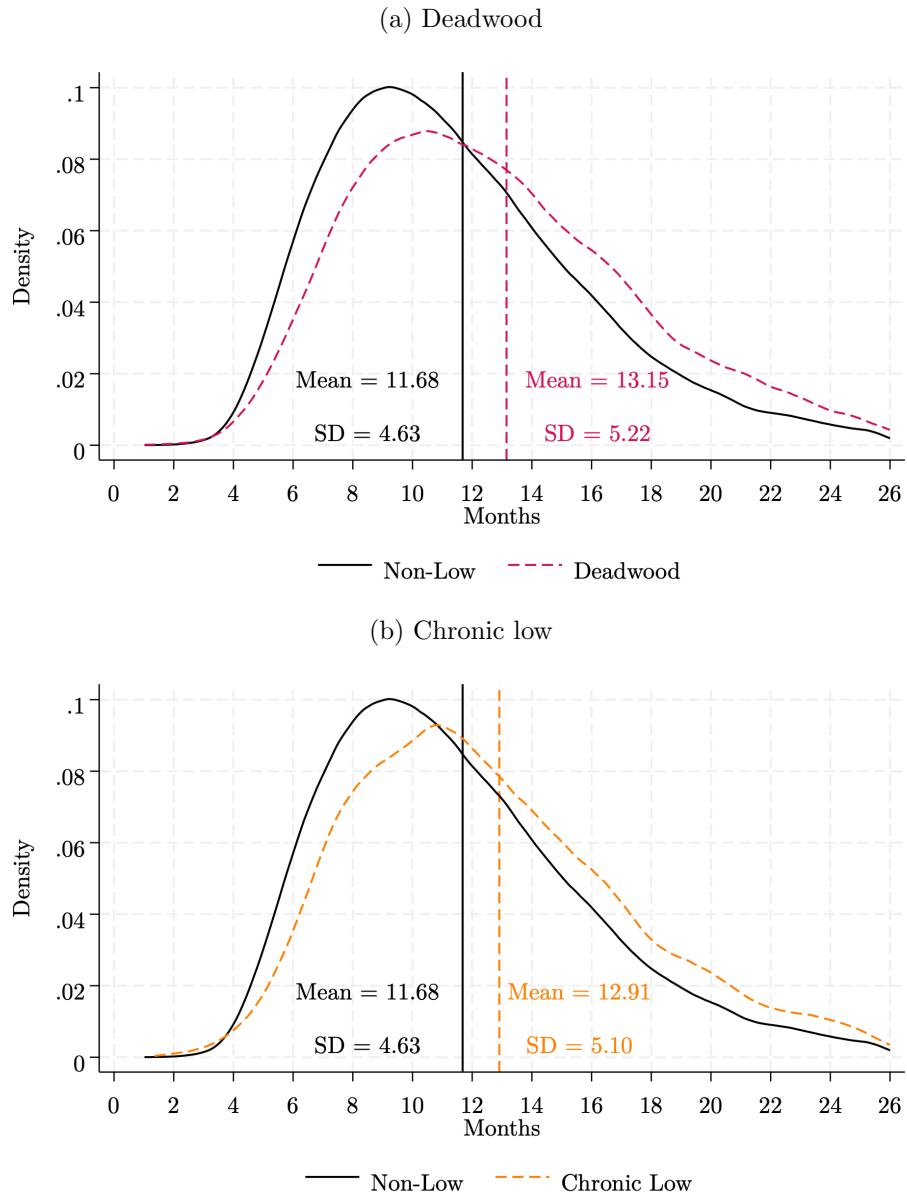 (a) Deadwood
.1
.08
.06
.04
.02
0
Density
Mean = 11.68
SD = 4.63
Mean = 13.15
SD = 5.22
0 2 4 6 8 10 12 14 16 18 20 22 24 26
Months
Non-Low Deadwood
(b) Chronic low
.1
.08
.06
.04
.02
0
Density
Mean = 11.68
SD = 4.63
Mean = 12.91
SD = 5.10
0 2 4 6 8 10 12 14 16 18 20 22 24 26
Months
Non-Low Chronic Low